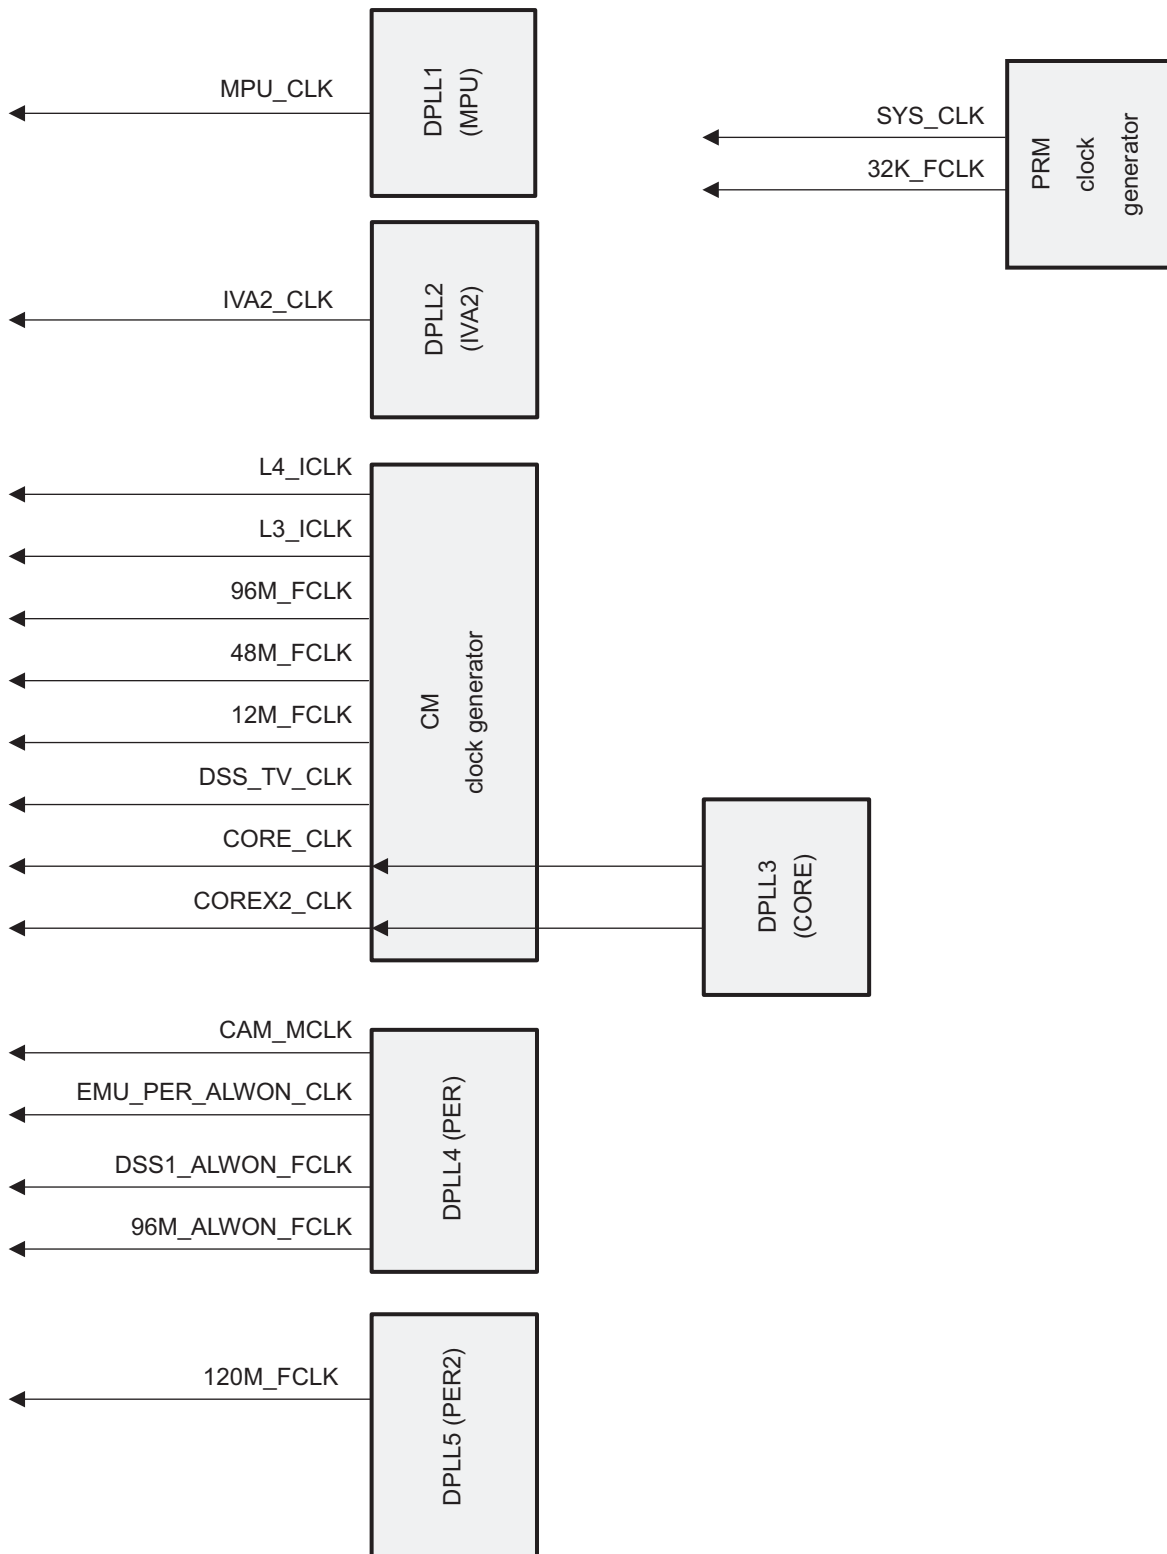 MPU_CLK
DPLL1
(MPU)
SYS_CLK
32K_FCLK
PRM
clock
generator
IVA2_CLK
DPLL2
(IVA2)
L4_ICLK
L3_ICLK
96M_FCLK
48M_FCLK
12M_FCLK
DSS_TV_CLK
CORE_CLK
COREX2_CLK
CM
clock generator
DPLL3
(CORE)
CAM_MCLK
EMU_PER_ALWON_CLK
DSS1_ALWON_FCLK
96M_ALWON_FCLK
DPLL4 (PER)
120M_FCLK
DPLL5 (PER2)